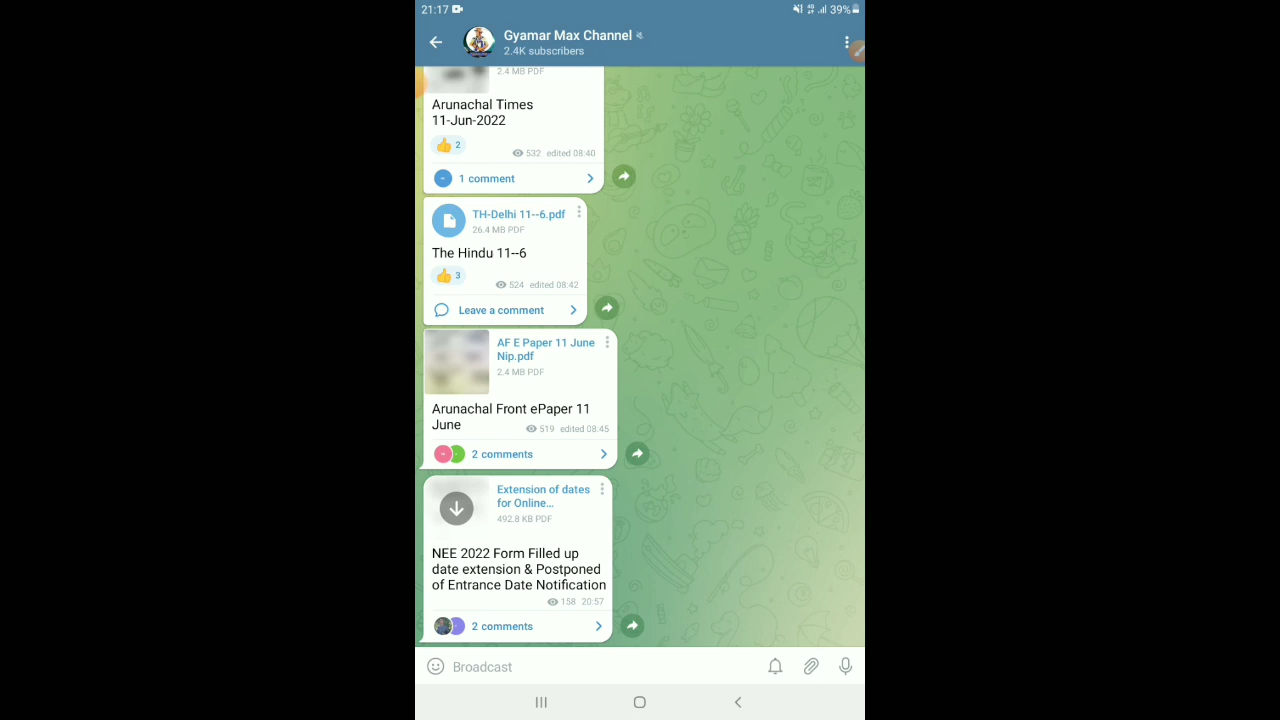 21:17
39%
Gyamar Max Channel
2.4K subscribers
2.4 MB PDF
Arunachal Times
11-Jun-2022
2
532 edited 08:40
1 comment
TH-Delhi 11--6.pdf
26.4 MB PDF
The Hindu 11--6
3
524 edited 08:42
Leave a comment
AF E Paper 11 June
Nip.pdf
2.4 MB PDF
Arunachal Front ePaper 11
June
519 edited 08:45
2 comments
Extension of dates
for Online...
492.8 KB PDF
NEE 2022 Form Filled up
date extension & Postponed
of Entrance Date Notification
158 20:57
2 comments
Broadcast